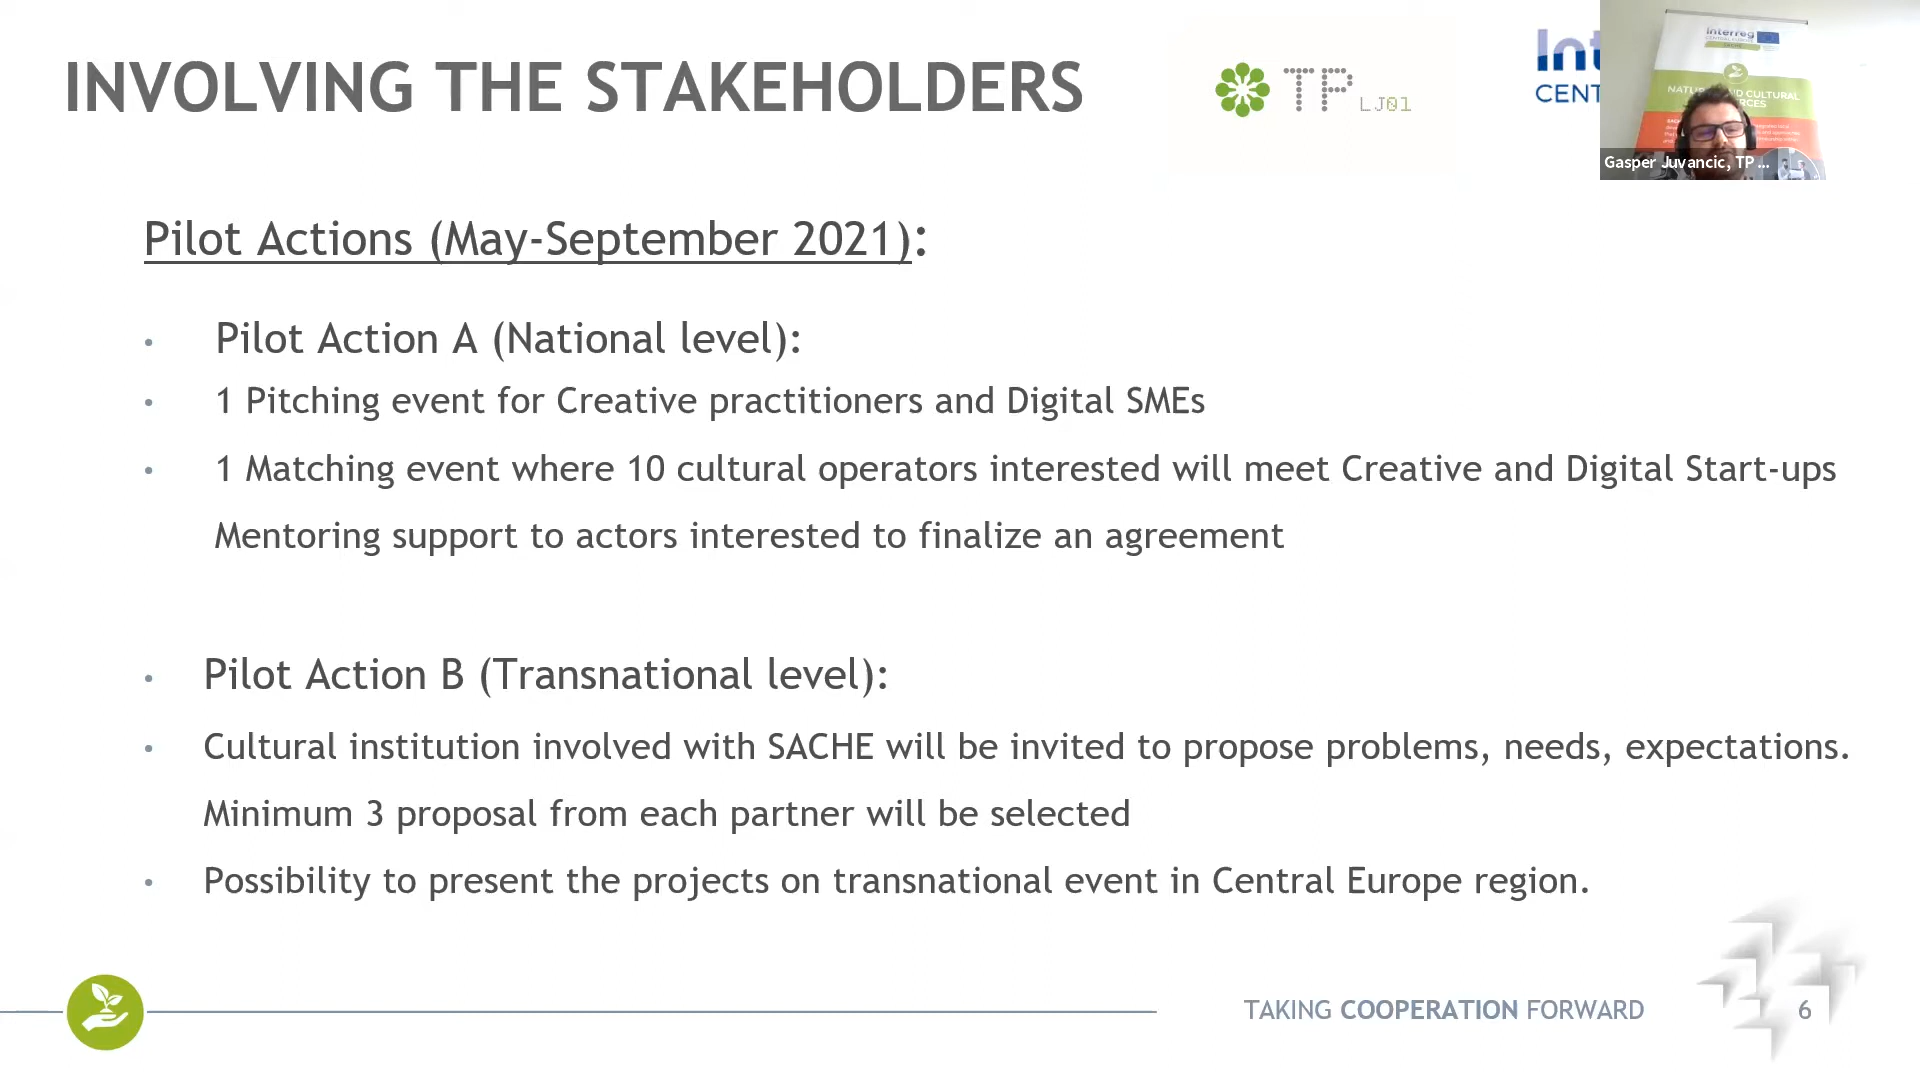 INVOLVING THE STAKEHOLDERS
TP LJ01
CENT
Interreg
Gasper Juvancic, TP ...
Pilot Actions (May-September 2021):
• Pilot Action A (National level):
• 1 Pitching event for Creative practitioners and Digital SMEs
• 1 Matching event where 10 cultural operators interested will meet Creative and Digital Start-ups
Mentoring support to actors interested to finalize an agreement
• Pilot Action B (Transnational level):
• Cultural institution involved with SACHE will be invited to propose problems, needs, expectations.
Minimum 3 proposal from each partner will be selected
• Possibility to present the projects on transnational event in Central Europe region.
TAKING COOPERATION FORWARD
6